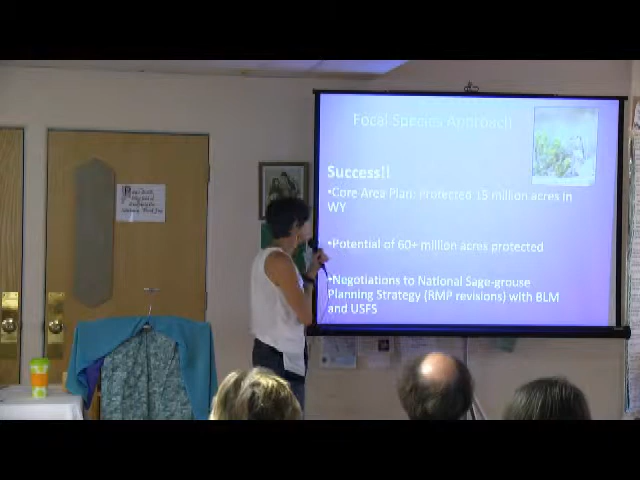 Focal Species Approach
Success!!
•Core Area Plan: Protected 15 million acres in
WY
•Potential of 60+ million acres protected
•Negotiations to National Sage-grouse
Planning Strategy (RMP revisions) with BLM
and USFS